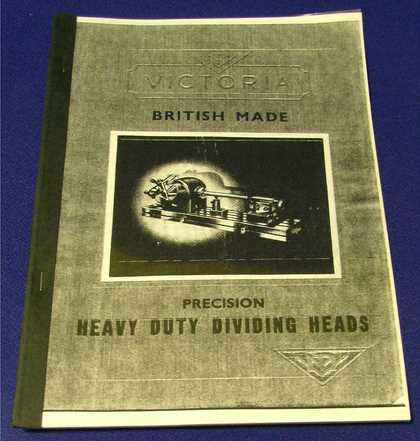 VICTORIA
BRITISH MADE
PRECISION
HEAVY DUTY DIVIDING HEADS